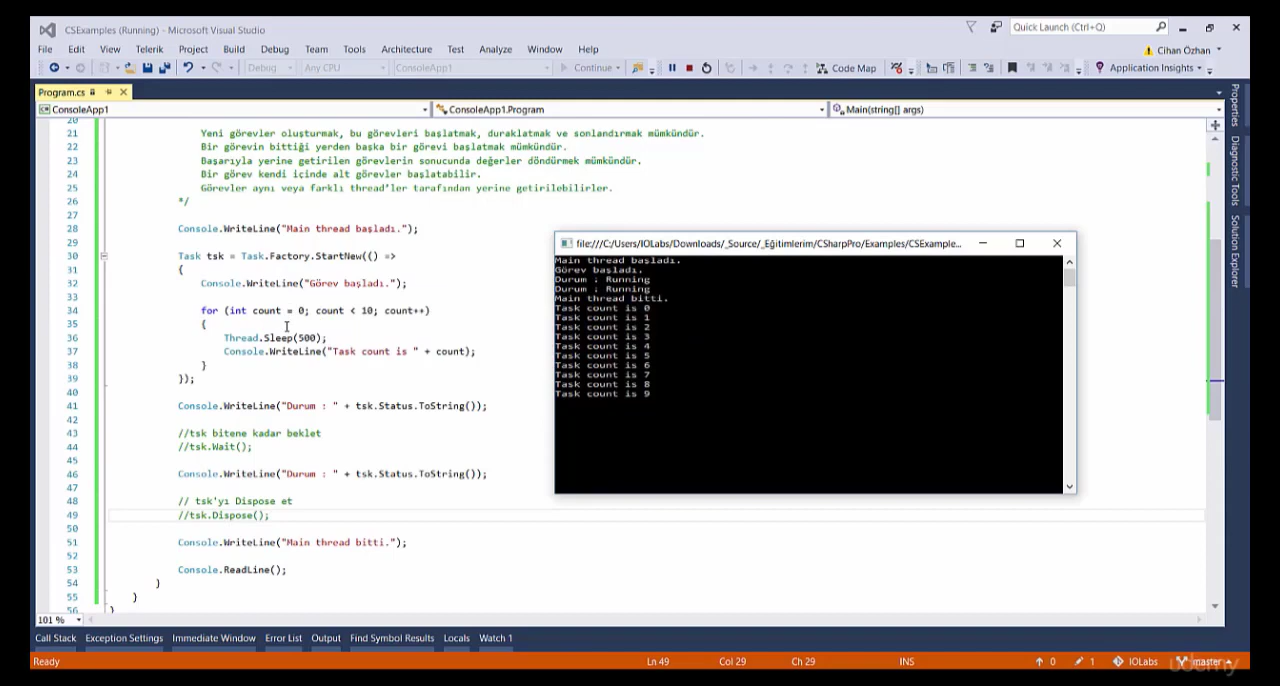 CSExamples (Running) - Microsoft Visual Studio
Quick Launch (Ctrl+Q)
File Edit View Telerik Project Build Debug Team Tools Architecture Test Analyze Window Help
Cihan Özhan
Debug Any CPU ConsoleApp1 Continue Code Map Application Insights
Program.cs
ConsoleApp1 ConsoleApp1.Program Main(string[] args)
Properties
Diagnostic Tools
Solution Explorer
20
21 Yeni görevler oluşturmak, bu görevleri başlatmak, duraklatmak ve sonlandırmak mümkündür.
22 Bir görevin bittiği yerden başka bir görevi başlatmak mümkündür.
23 Başarıyla yerine getirilen görevlerin sonucunda değerler döndürmek mümkündür.
24 Bir görev kendi içinde alt görevler başlatabilir.
25 Görevler aynı veya farklı thread'ler tarafından yerine getirilebilirler.
26 */
27
28 Console.WriteLine("Main thread başladı.");
29
30 Task tsk = Task.Factory.StartNew(() =>
31 {
32 Console.WriteLine("Görev başladı.");
33
34 for (int count = 0; count < 10; count++)
35 {
36 Thread.Sleep(500);
37 Console.WriteLine("Task count is " + count);
38 }
39 });
40
41 Console.WriteLine("Durum : " + tsk.Status.ToString());
42
43 //tsk bitene kadar beklet
44 //tsk.Wait();
45
46 Console.WriteLine("Durum : " + tsk.Status.ToString());
47
48 // tsk'yı Dispose et
49 //tsk.Dispose();
50
51 Console.WriteLine("Main thread bitti.");
52
53 Console.ReadLine();
54 }
55 }
56 }
file:///C:/Users/IOLabs/Downloads/_Source/_Eğitimlerim/CSharpPro/Examples/CSExample...
Main thread başladı.
Görev başladı.
Durum : Running
Durum : Running
Main thread bitti.
Task count is 0
Task count is 1
Task count is 2
Task count is 3
Task count is 4
Task count is 5
Task count is 6
Task count is 7
Task count is 8
Task count is 9
101 %
Call Stack Exception Settings Immediate Window Error List Output Find Symbol Results Locals Watch 1
Ready Ln 49 Col 29 Ch 29 INS 0 1 IOLabs master
udemy